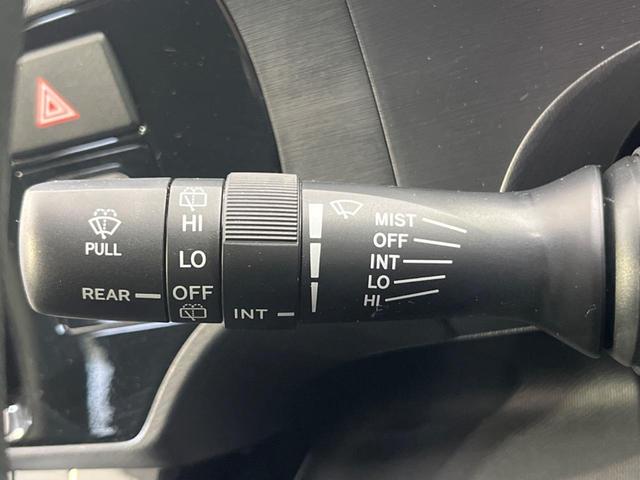 PULL
REAR
HI
LO
OFF
INT
MIST
OFF
INT
LO
HI